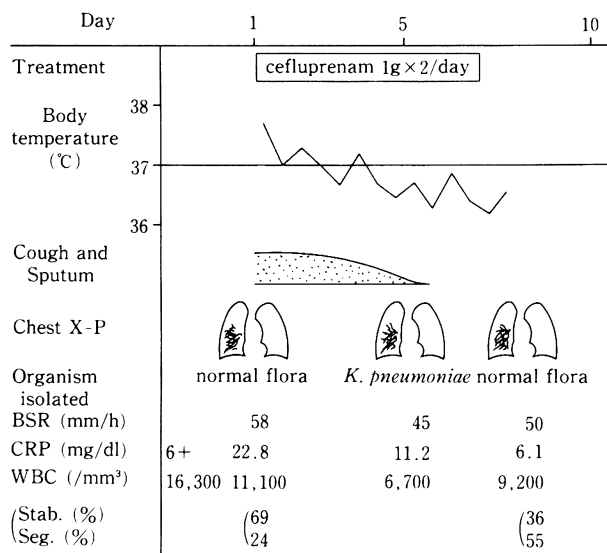 Day 1 5 10
Treatment cefluprenam 1g×2/day
Body temperature (℃)
38
37
36
Cough and Sputum
Chest X-P
Organism isolated normal flora K. pneumoniae normal flora
BSR (mm/h) 58 45 50
CRP (mg/dl) 6+ 22.8 11.2 6.1
WBC (/mm³) 16,300 11,100 6,700 9,200
(Stab. (%) (69 (36
Seg. (%) 24 55